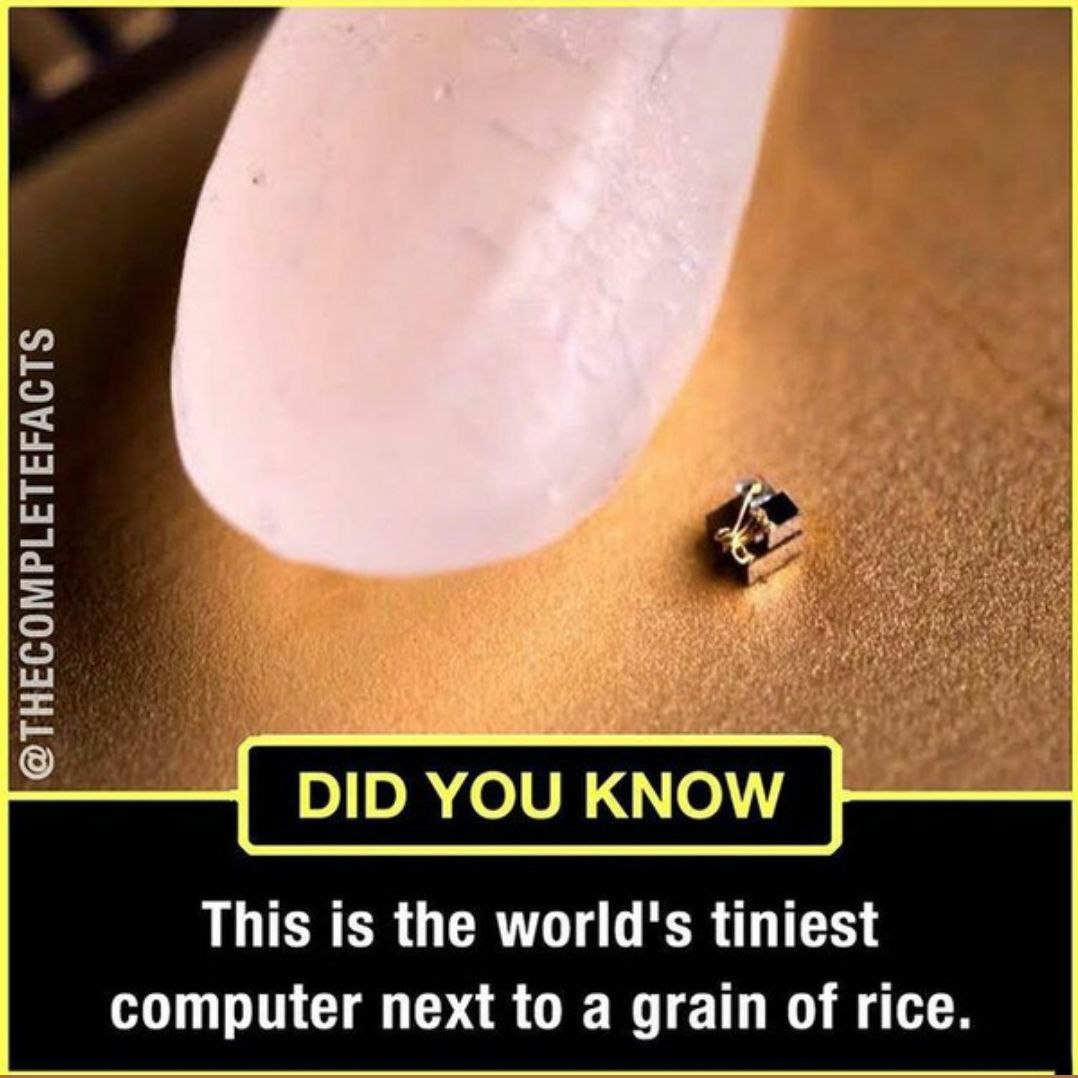 @THECOMPLETEFACTS
DID YOU KNOW
This is the world's tiniest
computer next to a grain of rice.